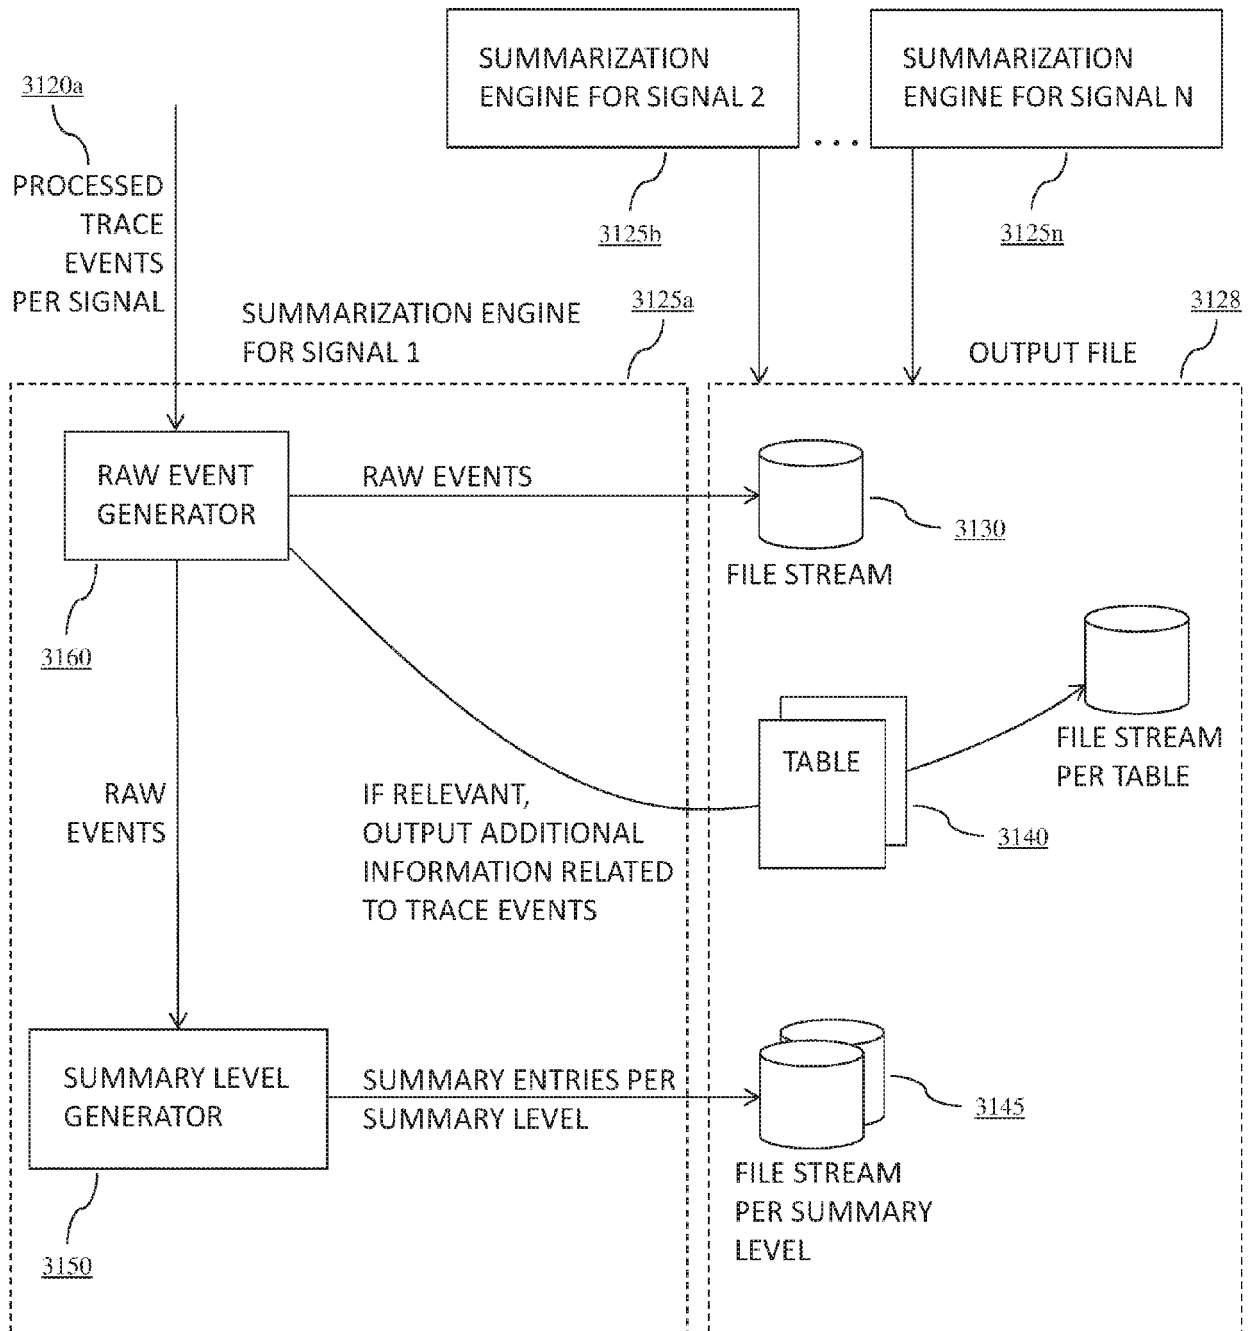 SUMMARIZATION
ENGINE FOR SIGNAL 2
SUMMARIZATION
ENGINE FOR SIGNAL N
...
3120a
PROCESSED
TRACE
EVENTS
PER SIGNAL
3125b
3125n
SUMMARIZATION ENGINE
FOR SIGNAL 1
3125a
OUTPUT FILE
3128
RAW EVENT
GENERATOR
RAW EVENTS
3130
FILE STREAM
3160
TABLE
FILE STREAM
PER TABLE
RAW
EVENTS
IF RELEVANT,
OUTPUT ADDITIONAL
INFORMATION RELATED
TO TRACE EVENTS
3140
SUMMARY LEVEL
GENERATOR
SUMMARY ENTRIES PER
SUMMARY LEVEL
3145
FILE STREAM
PER SUMMARY
LEVEL
3150